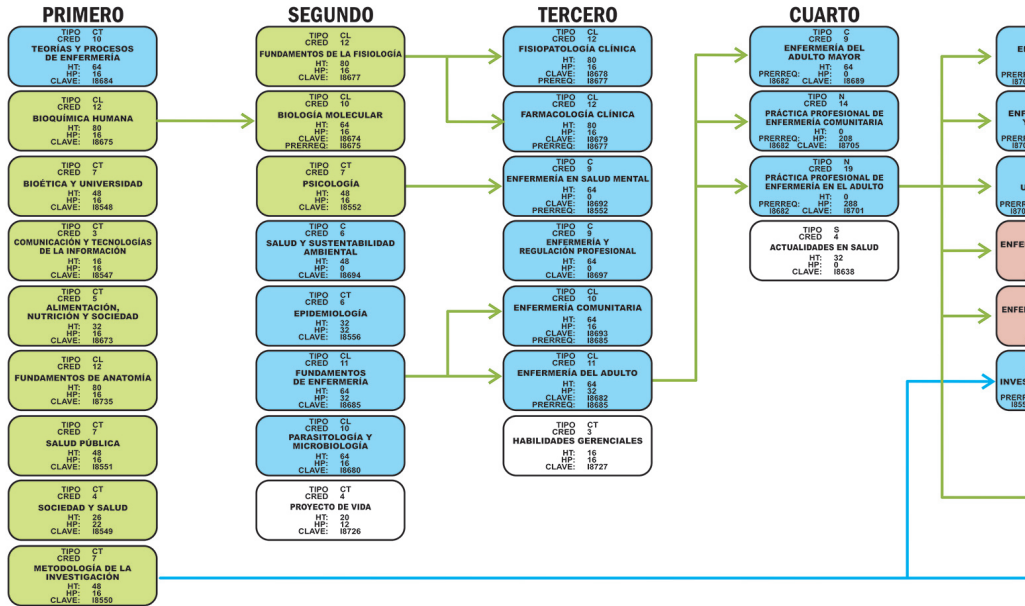 PRIMERO
TIPO CT
CRED 10
TEORÍAS Y PROCESOS
DE ENFERMERÍA
HT: 64
HP: 16
CLAVE: I8684
TIPO CL
CRED 12
BIOQUÍMICA HUMANA
HT: 80
HP: 16
CLAVE: I8675
TIPO CT
CRED 7
BIOÉTICA Y UNIVERSIDAD
HT: 48
HP: 16
CLAVE: I8548
TIPO CT
CRED 3
COMUNICACIÓN Y TECNOLOGÍAS
DE LA INFORMACIÓN
HT: 16
HP: 16
CLAVE: I8547
TIPO CT
CRED 5
ALIMENTACIÓN,
NUTRICIÓN Y SOCIEDAD
HT: 32
HP: 16
CLAVE: I8673
TIPO CL
CRED 12
FUNDAMENTOS DE ANATOMÍA
HT: 80
HP: 16
CLAVE: I8735
TIPO CT
CRED 7
SALUD PÚBLICA
HT: 48
HP: 16
CLAVE: I8551
TIPO CT
CRED 4
SOCIEDAD Y SALUD
HT: 26
HP: 22
CLAVE: I8549
TIPO CT
CRED 7
METODOLOGÍA DE LA
INVESTIGACIÓN
HT: 48
HP: 16
CLAVE: I8550
SEGUNDO
TIPO CL
CRED 12
FUNDAMENTOS DE LA FISIOLOGÍA
HT: 80
HP: 16
CLAVE: I8677
TIPO CL
CRED 10
BIOLOGÍA MOLECULAR
HT: 64
HP: 16
CLAVE: I8674
PRERREQ: I8675
TIPO CT
CRED 7
PSICOLOGÍA
HT: 48
HP: 16
CLAVE: I8552
TIPO C
CRED 6
SALUD Y SUSTENTABILIDAD
AMBIENTAL
HT: 48
HP: 0
CLAVE: I8694
TIPO CT
CRED 6
EPIDEMIOLOGÍA
HT: 32
HP: 32
CLAVE: I8556
TIPO CL
CRED 11
FUNDAMENTOS
DE ENFERMERÍA
HT: 64
HP: 32
CLAVE: I8685
TIPO CL
CRED 10
PARASITOLOGÍA Y
MICROBIOLOGÍA
HT: 64
HP: 16
CLAVE: I8680
TIPO CT
CRED 4
PROYECTO DE VIDA
HT: 20
HP: 12
CLAVE: I8726
TERCERO
TIPO CL
CRED 12
FISIOPATOLOGÍA CLÍNICA
HT: 80
HP: 16
CLAVE: I8678
PREREQ: I8677
TIPO CL
CRED 12
FARMACOLOGÍA CLÍNICA
HT: 80
HP: 16
CLAVE: I8679
PRERREQ: I8677
TIPO C
CRED 9
ENFERMERÍA EN SALUD MENTAL
HT: 64
HP: 0
CLAVE: I8692
PRERREQ: I8552
TIPO C
CRED 9
ENFERMERÍA Y
REGULACIÓN PROFESIONAL
HT: 64
HP: 0
CLAVE: I8697
TIPO CL
CRED 10
ENFERMERÍA COMUNITARIA
HT: 64
HP: 16
CLAVE: I8693
PREREQ: I8685
TIPO CL
CRED 11
ENFERMERÍA DEL ADULTO
HT: 64
HP: 32
CLAVE: I8682
PRERREQ: I8685
TIPO CT
CRED 3
HABILIDADES GERENCIALES
HT: 16
HP: 16
CLAVE: I8727
CUARTO
TIPO C
CRED 9
ENFERMERÍA DEL
ADULTO MAYOR
HT: 64
PRERREQ: HP: 0
I8682 CLAVE: I8689
TIPO N
CRED 14
PRÁCTICA PROFESIONAL DE
ENFERMERÍA COMUNITARIA
HT: 0
PRERREQ: HP: 208
I8682 CLAVE: I8705
TIPO N
CRED 19
PRÁCTICA PROFESIONAL DE
ENFERMERÍA EN EL ADULTO
HT: 0
PRERREQ: HP: 288
I8682 CLAVE: I8701
TIPO S
CRED 4
ACTUALIDADES EN SALUD
HT: 32
HP: 0
CLAVE: I8638